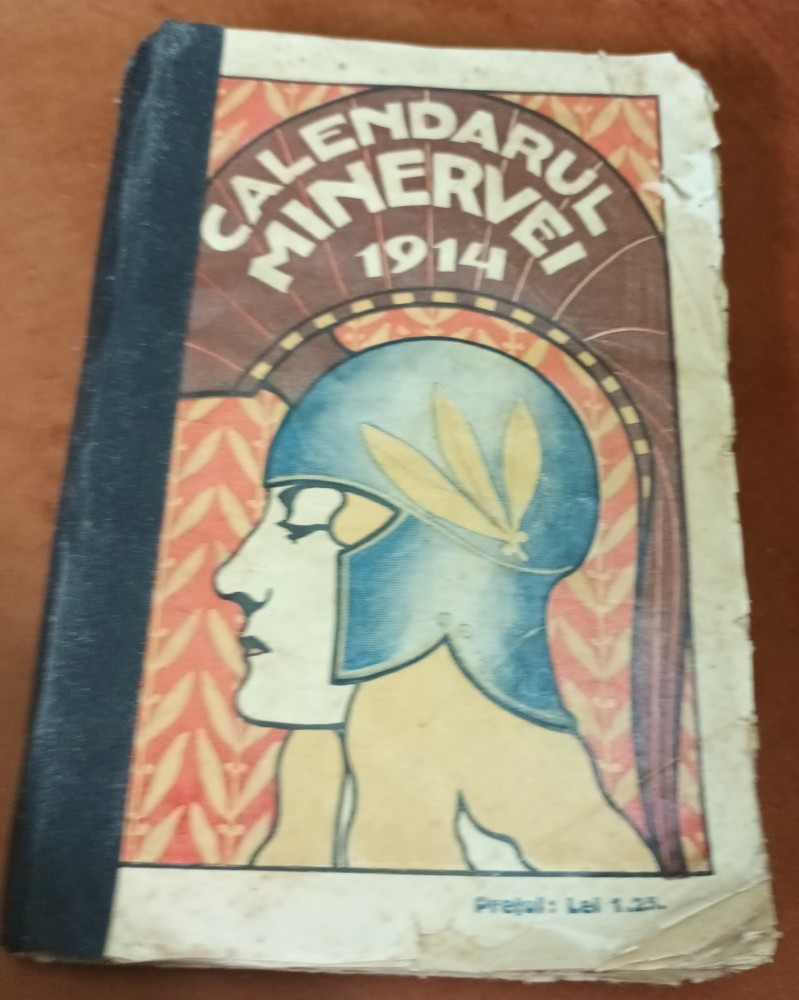 CALENDARUL
MINERVEI
1914
Prețul: Lei 1.25.